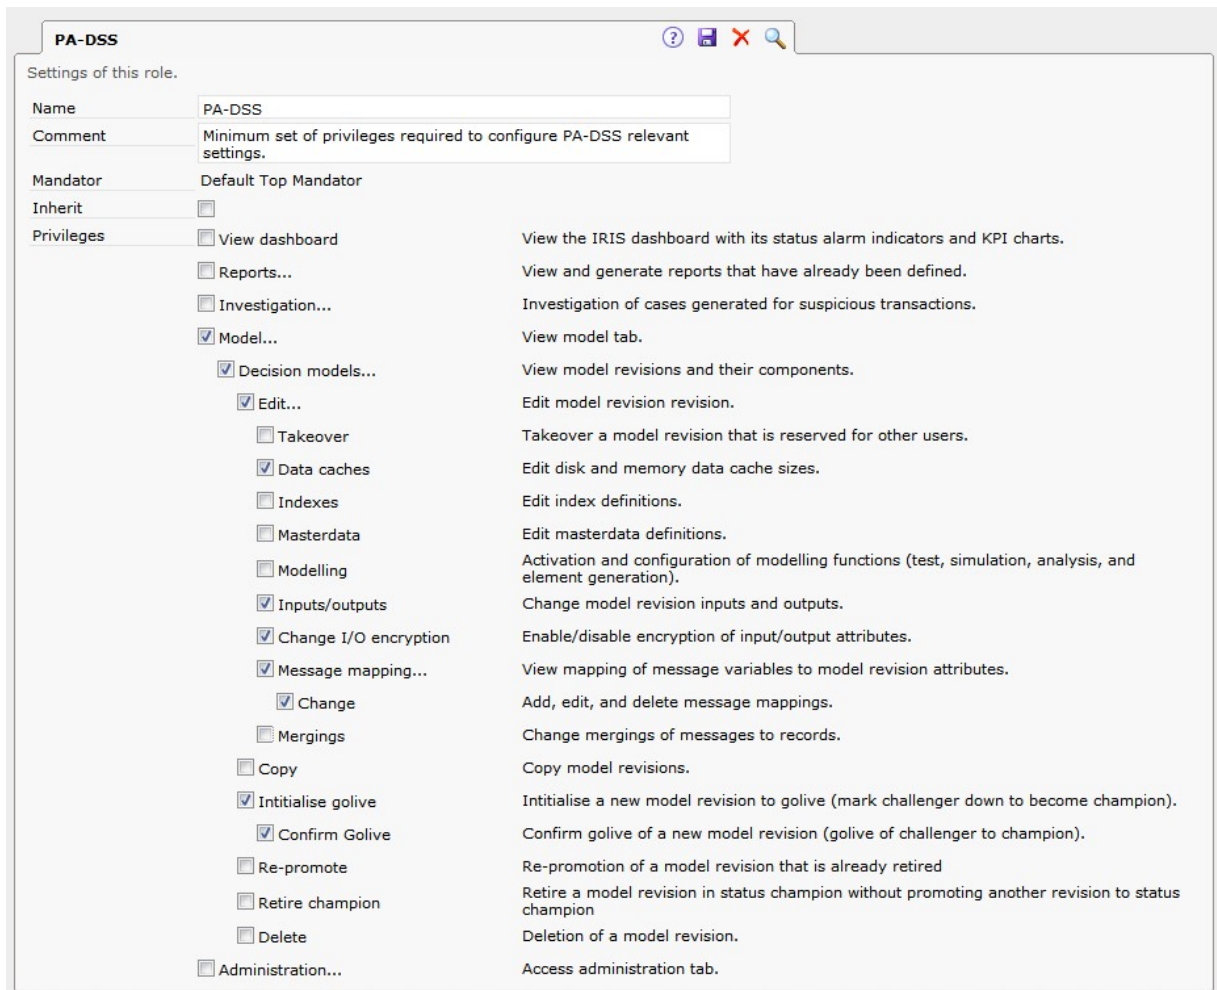 PA-DSS
Settings of this role.
Name PA-DSS
Comment Minimum set of privileges required to configure PA-DSS relevant
settings.
Mandator Default Top Mandator
Inherit
Privileges View dashboard View the IRIS dashboard with its status alarm indicators and KPI charts.
Reports... View and generate reports that have already been defined.
Investigation... Investigation of cases generated for suspicious transactions.
Model... View model tab.
Decision models... View model revisions and their components.
Edit... Edit model revision revision.
Takeover Takeover a model revision that is reserved for other users.
Data caches Edit disk and memory data cache sizes.
Indexes Edit index definitions.
Masterdata Edit masterdata definitions.
Modelling Activation and configuration of modelling functions (test, simulation, analysis, and
element generation).
Inputs/outputs Change model revision inputs and outputs.
Change I/O encryption Enable/disable encryption of input/output attributes.
Message mapping... View mapping of message variables to model revision attributes.
Change Add, edit, and delete message mappings.
Mergings Change mergings of messages to records.
Copy Copy model revisions.
Intitialise golive Intitialise a new model revision to golive (mark challenger down to become champion).
Confirm Golive Confirm golive of a new model revision (golive of challenger to champion).
Re-promote Re-promotion of a model revision that is already retired
Retire champion Retire a model revision in status champion without promoting another revision to status
champion
Delete Deletion of a model revision.
Administration... Access administration tab.